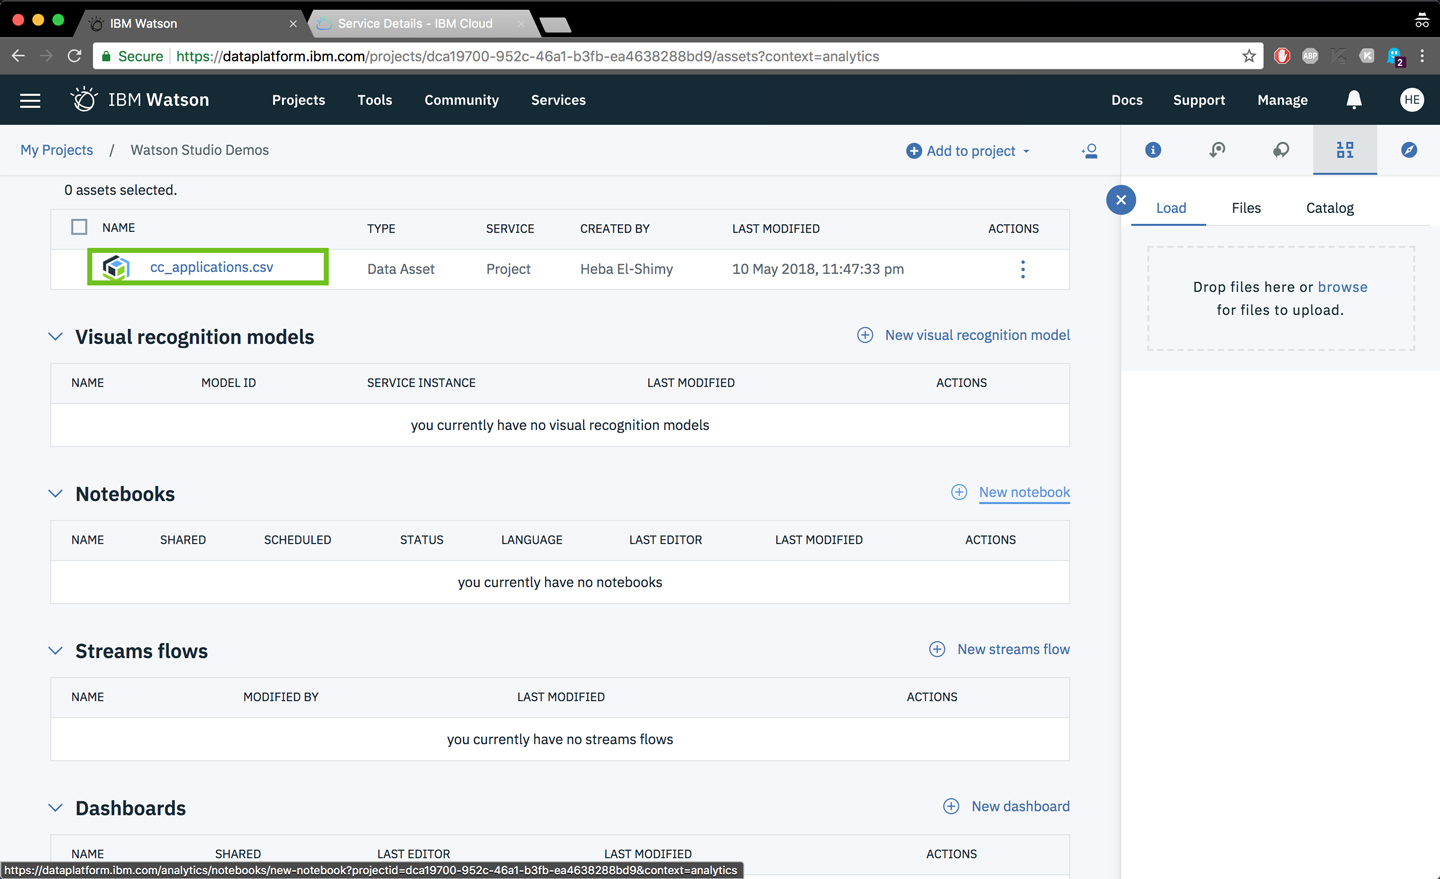 IBM Watson
Service Details - IBM Cloud
Secure https://dataplatform.ibm.com/projects/dca19700-952c-46a1-b3fb-ea4638288bd9/assets?context=analytics
ABP
K
2
IBM Watson Projects Tools Community Services Docs Support Manage HE
My Projects / Watson Studio Demos Add to project
0 assets selected.
Load Files Catalog
NAME TYPE SERVICE CREATED BY LAST MODIFIED ACTIONS
cc_applications.csv Data Asset Project Heba El-Shimy 10 May 2018, 11:47:33 pm
Drop files here or browse
for files to upload.
Visual recognition models New visual recognition model
NAME MODEL ID SERVICE INSTANCE LAST MODIFIED ACTIONS
you currently have no visual recognition models
Notebooks New notebook
NAME SHARED SCHEDULED STATUS LANGUAGE LAST EDITOR LAST MODIFIED ACTIONS
you currently have no notebooks
Streams flows New streams flow
NAME MODIFIED BY LAST MODIFIED ACTIONS
you currently have no streams flows
Dashboards New dashboard
NAME SHARED LAST EDITOR LAST MODIFIED ACTIONS
https://dataplatform.ibm.com/analytics/notebooks/new-notebook?projectid=dca19700-952c-46a1-b3fb-ea4638288bd9&context=analytics